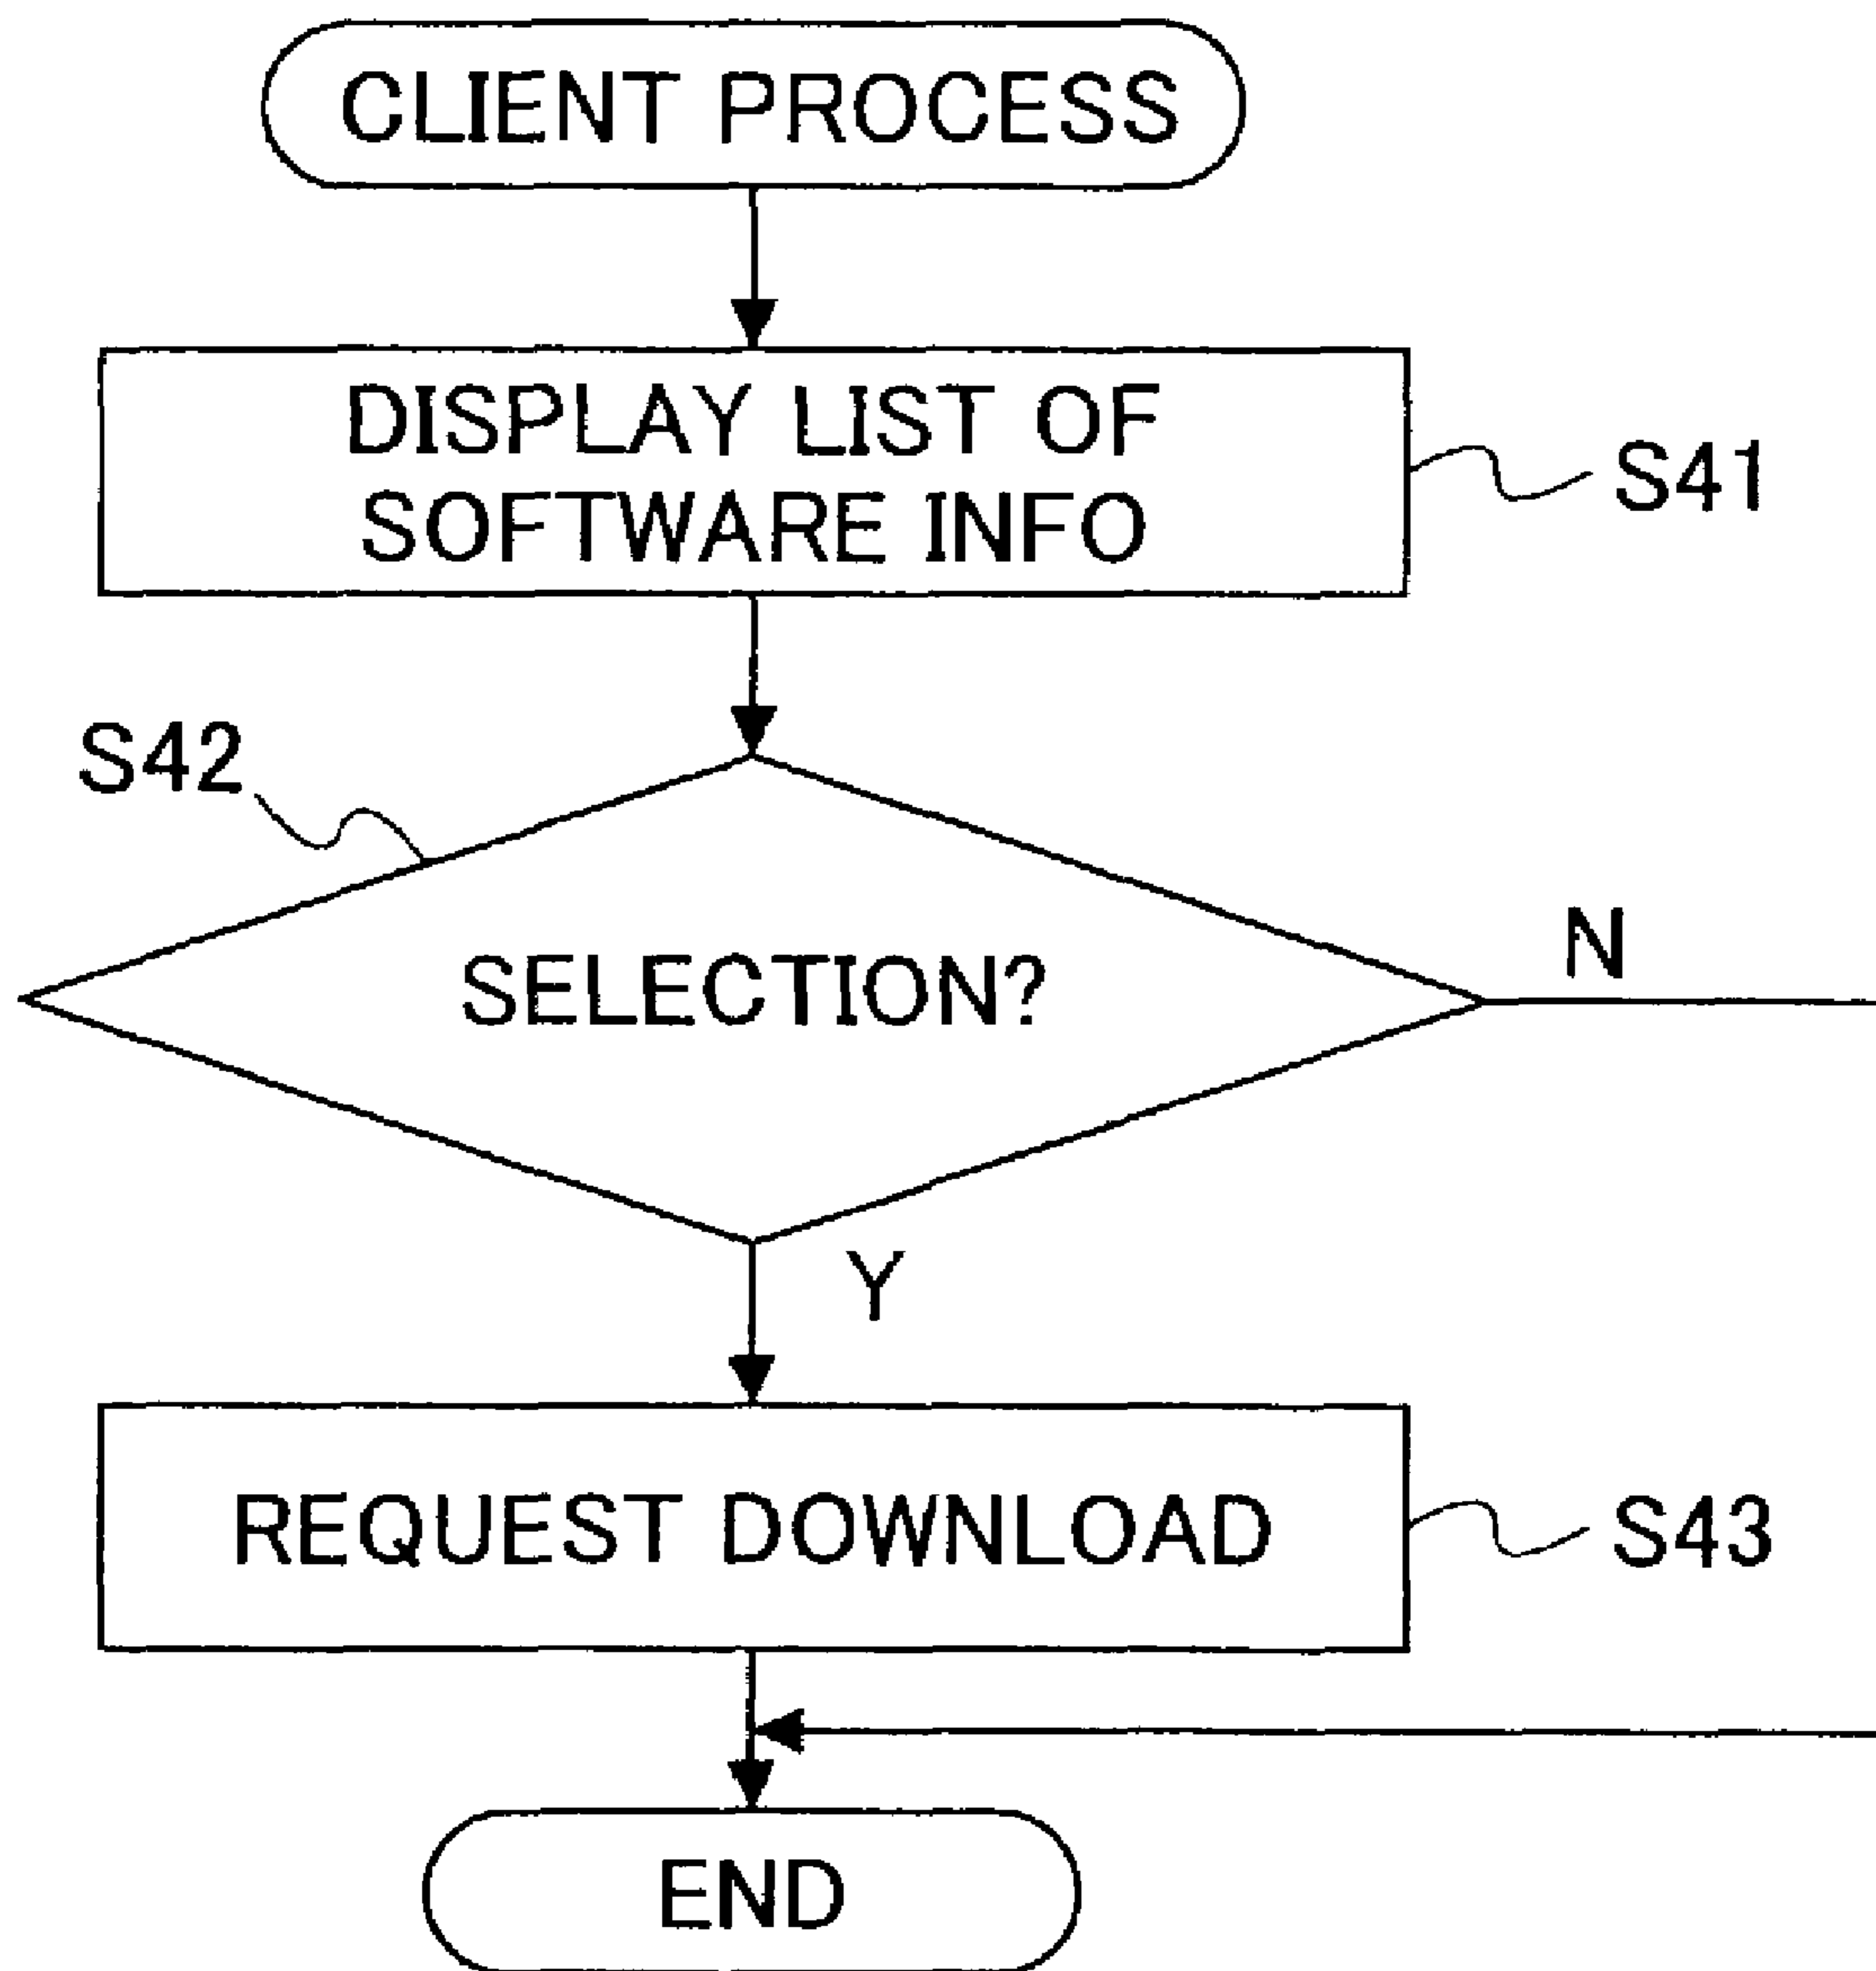 CLIENT PROCESS
DISPLAY LIST OF
SOFTWARE INFO
S41
S42
SELECTION?
N
Y
REQUEST DOWNLOAD
S43
END